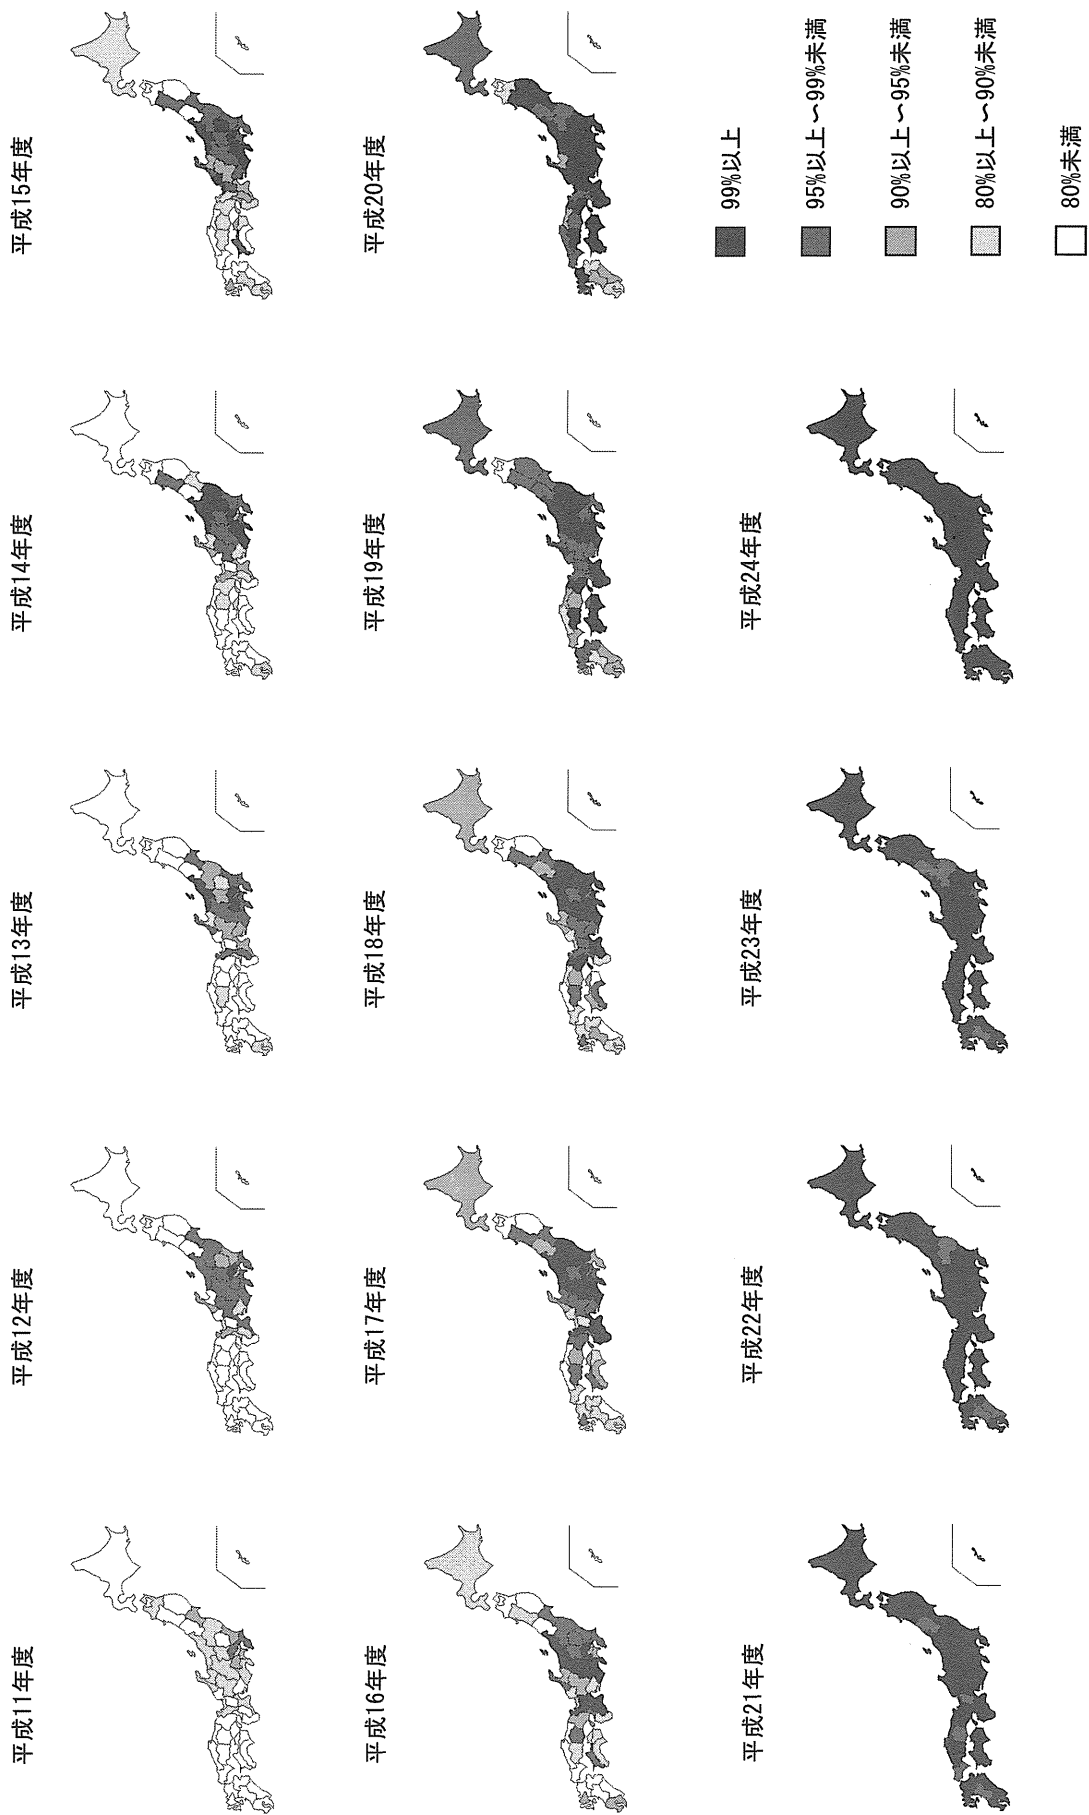 平成11年度
平成12年度
平成13年度
平成14年度
平成15年度
平成16年度
平成17年度
平成18年度
平成19年度
平成20年度
平成21年度
平成22年度
平成23年度
平成24年度
99%以上
95%以上～99%未満
90%以上～95%未満
80%以上～90%未満
80%未満